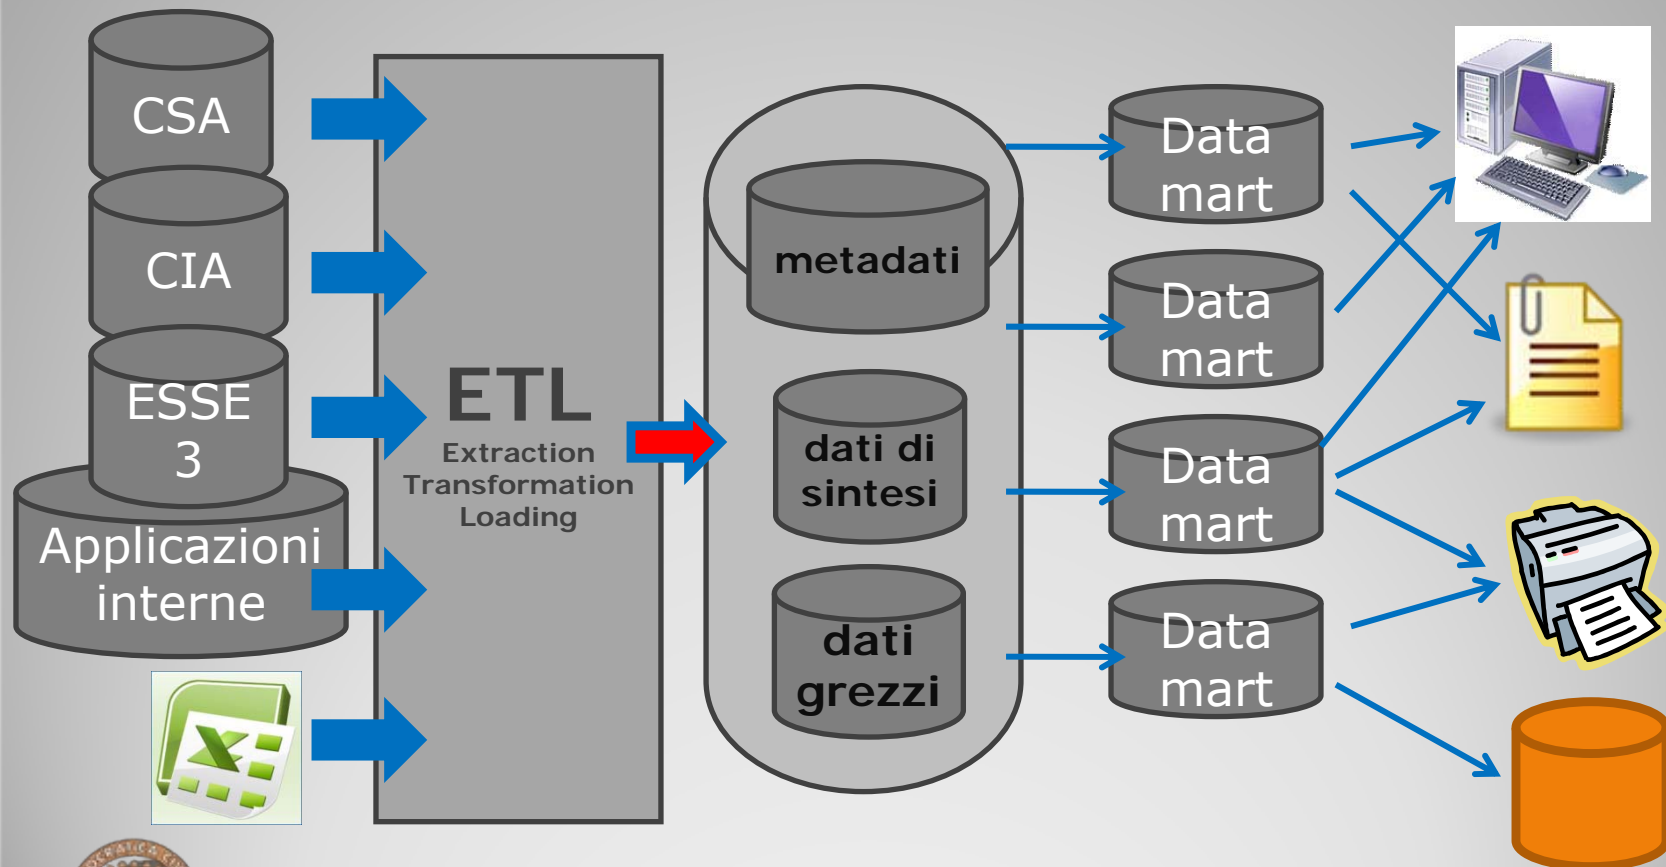 CSA
CIA
ESSE
3
Applicazioni
interne
ETL
Extraction
Transformation
Loading
metadati
dati di
sintesi
dati
grezzi
Data
mart
Data
mart
Data
mart
Data
mart